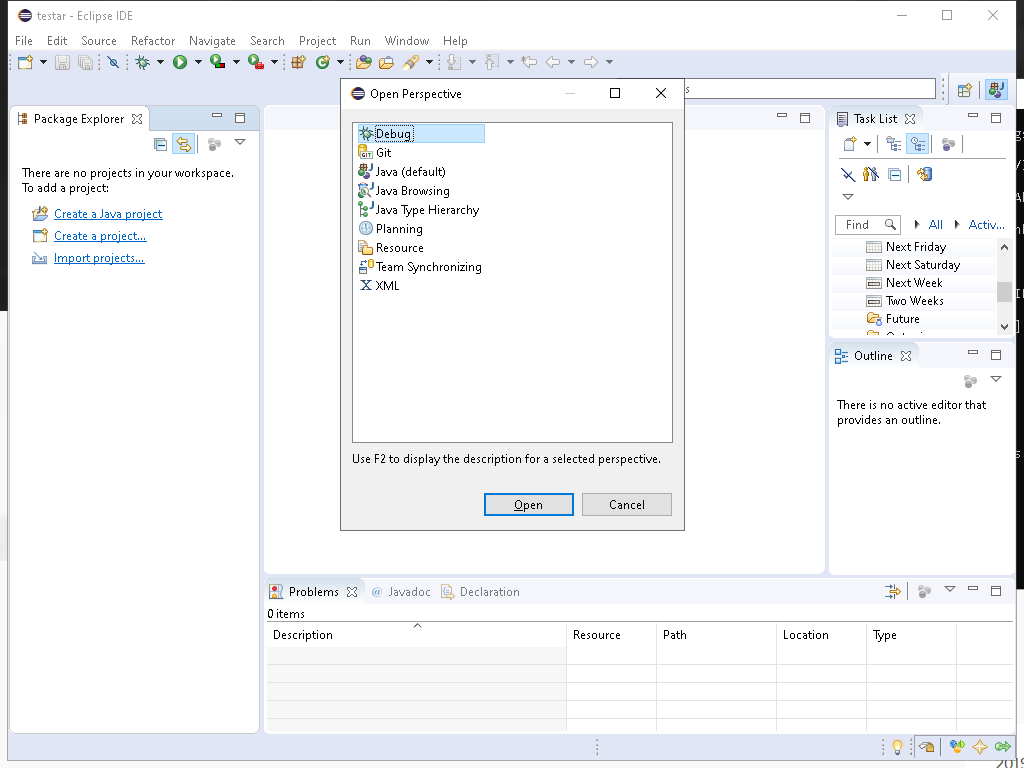 testar - Eclipse IDE
File Edit Source Refactor Navigate Search Project Run Window Help
Open Perspective
Package Explorer
There are no projects in your workspace.
To add a project:
Create a Java project
Create a project...
Import projects...
Debug
Git
Java (default)
Java Browsing
Java Type Hierarchy
Planning
Resource
Team Synchronizing
XML
Use F2 to display the description for a selected perspective.
Open Cancel
Task List
Find All Activ...
Next Friday
Next Saturday
Next Week
Two Weeks
Future
Outline
There is no active editor that
provides an outline.
Problems @ Javadoc Declaration
0 items
Description Resource Path Location Type
2019